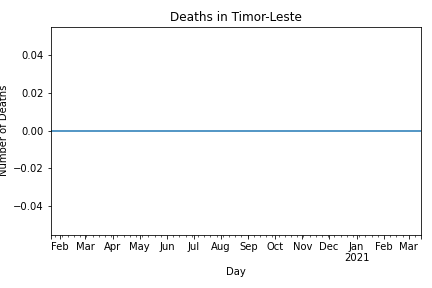 Deaths in Timor-Leste
Number of Deaths
0.04
0.02
0.00
−0.02
−0.04
Feb Mar Apr May Jun Jul Aug Sep Oct Nov Dec Jan Feb Mar
2021
Day